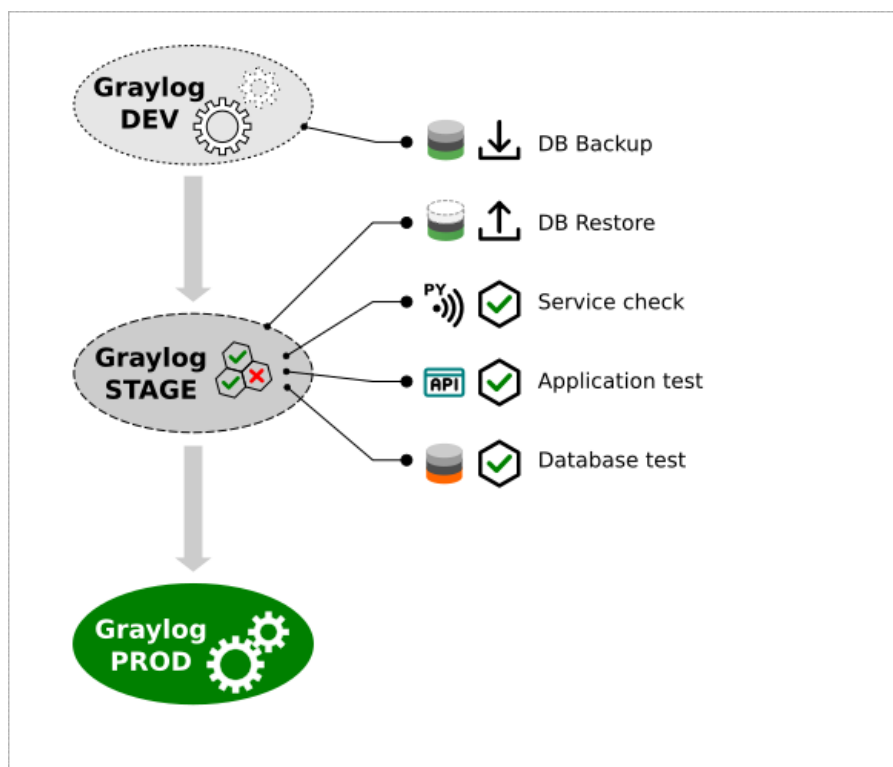 Graylog
DEV
DB Backup
DB Restore
PY
Service check
Graylog
STAGE
API
Application test
Database test
Graylog
PROD